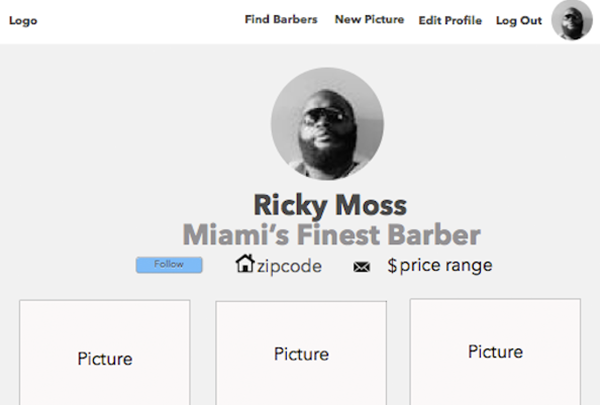 Logo Find Barbers New Picture Edit Profile Log Out
Ricky Moss
Miami's Finest Barber
Follow zipcode $price range
Picture Picture Picture